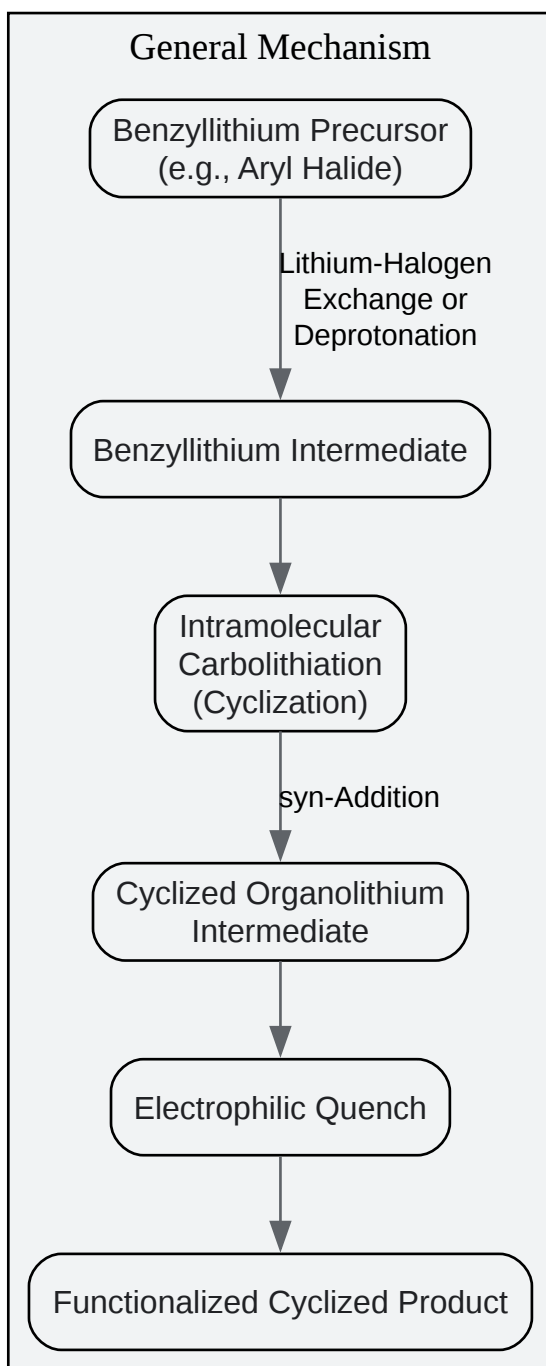 General Mechanism
Benzyllithium Precursor
(e.g., Aryl Halide)
Lithium-Halogen
Exchange or
Deprotonation
Benzyllithium Intermediate
Intramolecular
Carbolithiation
(Cyclization)
syn-Addition
Cyclized Organolithium
Intermediate
Electrophilic Quench
Functionalized Cyclized Product